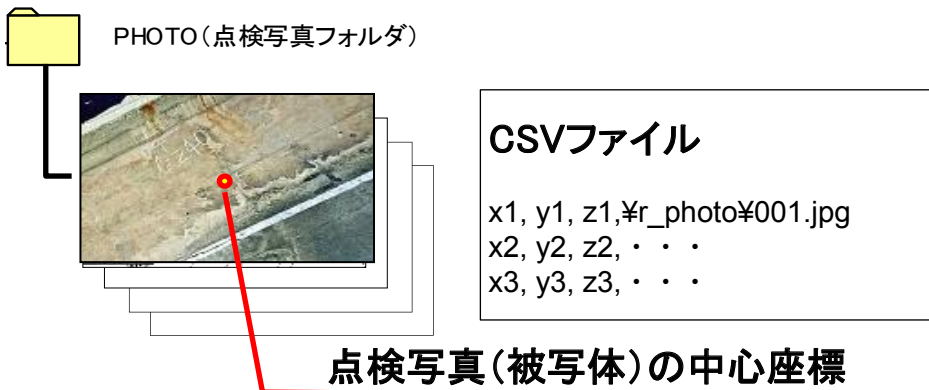 PHOTO(点検写真フォルダ)
CSVファイル
x1, y1, z1,¥r_photo¥001.jpg
x2, y2, z2,・・・
x3, y3, z3,・・・
点検写真(被写体)の中心座標